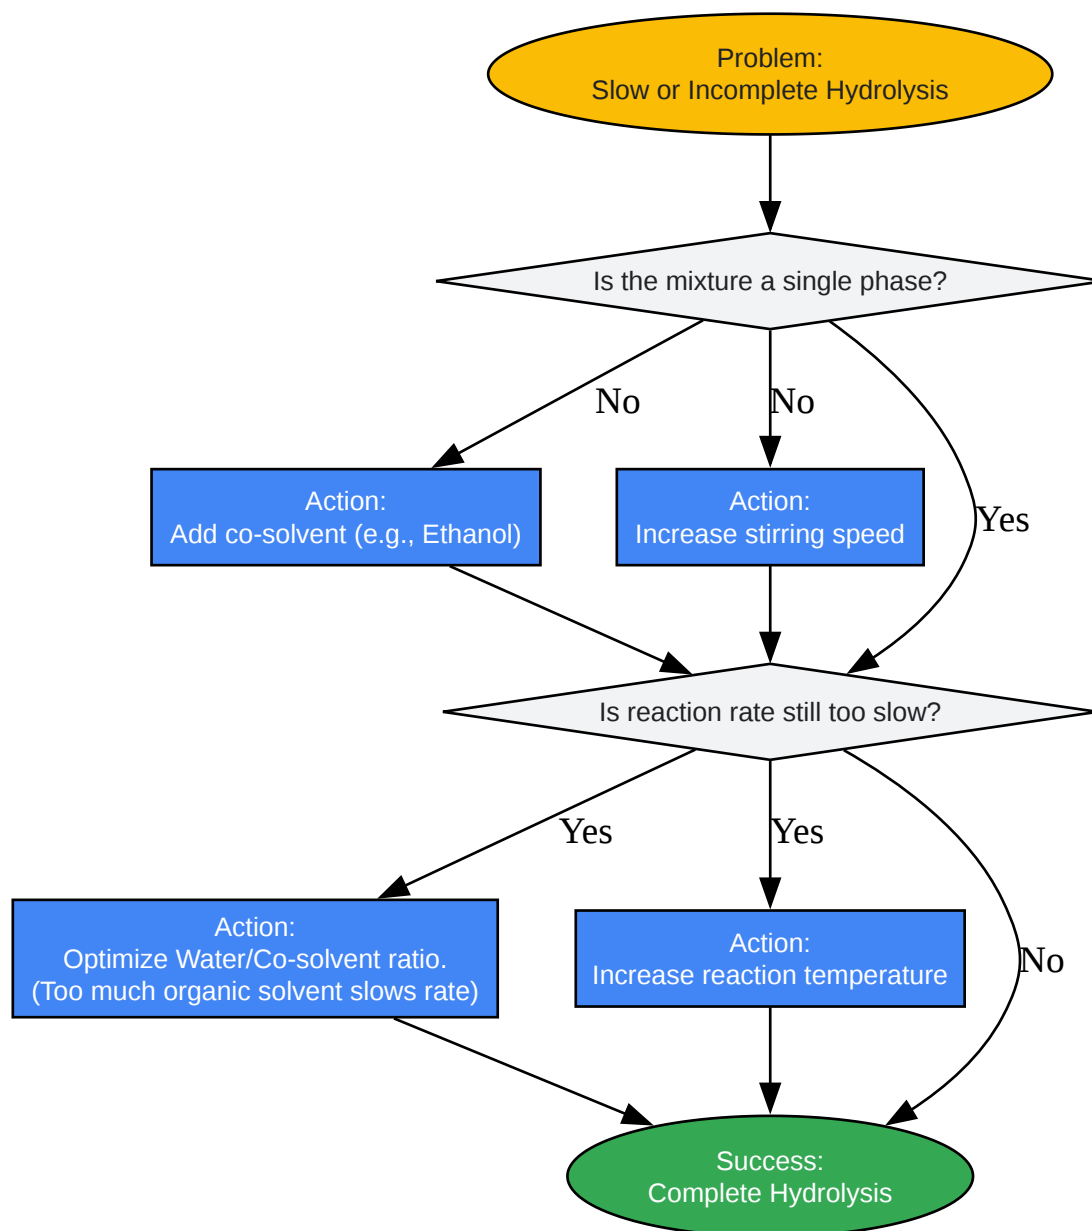 Problem:
Slow or Incomplete Hydrolysis
Is the mixture a single phase?
No
No
Yes
Action:
Add co-solvent (e.g., Ethanol)
Action:
Increase stirring speed
Is reaction rate still too slow?
Yes
Yes
No
Action:
Optimize Water/Co-solvent ratio.
(Too much organic solvent slows rate)
Action:
Increase reaction temperature
Success:
Complete Hydrolysis